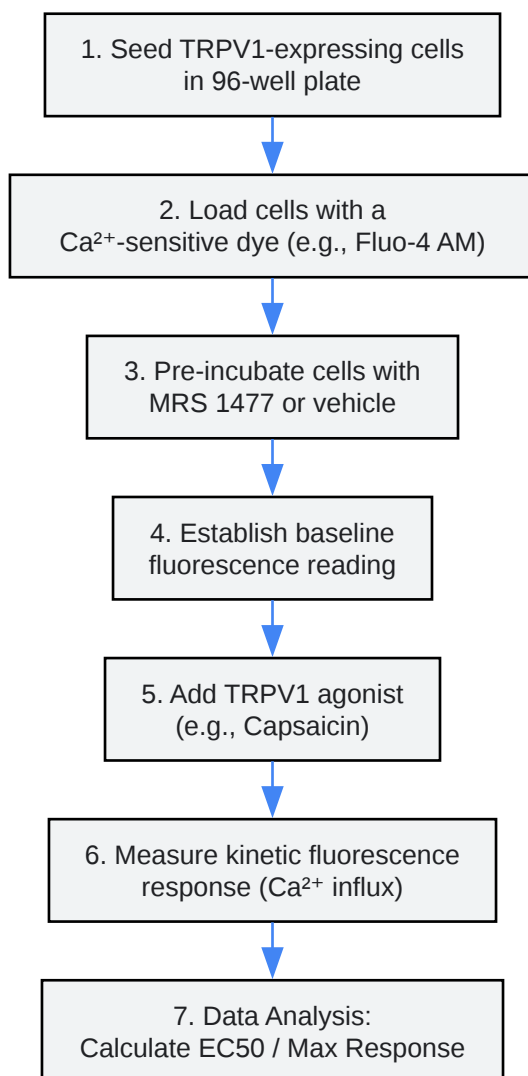 1. Seed TRPV1-expressing cells
in 96-well plate
2. Load cells with a
Ca²⁺-sensitive dye (e.g., Fluo-4 AM)
3. Pre-incubate cells with
MRS 1477 or vehicle
4. Establish baseline
fluorescence reading
5. Add TRPV1 agonist
(e.g., Capsaicin)
6. Measure kinetic fluorescence
response (Ca²⁺ influx)
7. Data Analysis:
Calculate EC50 / Max Response